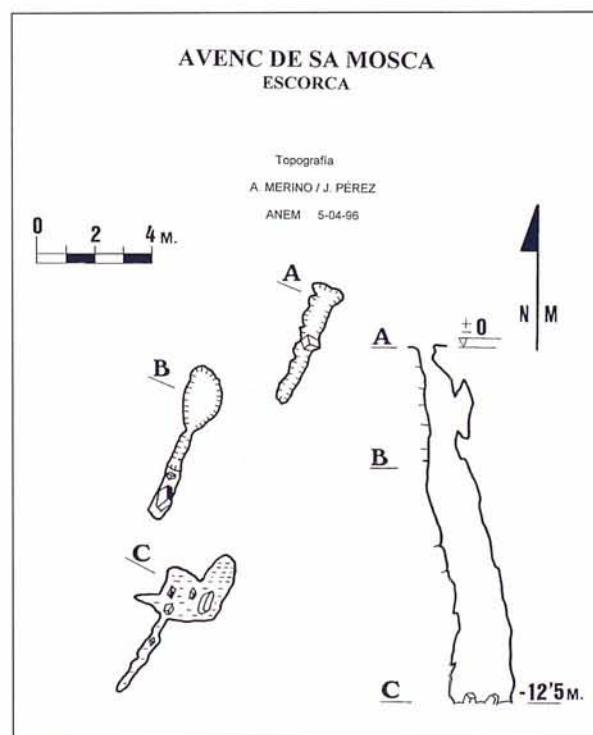 AVENC DE SA MOSCA
ESCORCA
Topografía
A. MERINO / J. PÉREZ
ANEM 5-04-96
0 2 4 M.
A
B
C
N M
A
± 0
B
C
-12'5 M.